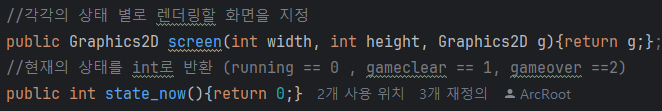 //각각의 상태 별로 렌더링할 화면을 지정
public Graphics2D screen(int width, int height, Graphics2D g){return g;};
//현재의 상태를 int로 반환 (running == 0 , gameclear == 1, gameover ==2)
public int state_now(){return 0;} 2개 사용 위치 3개 재정의 ArcRoot